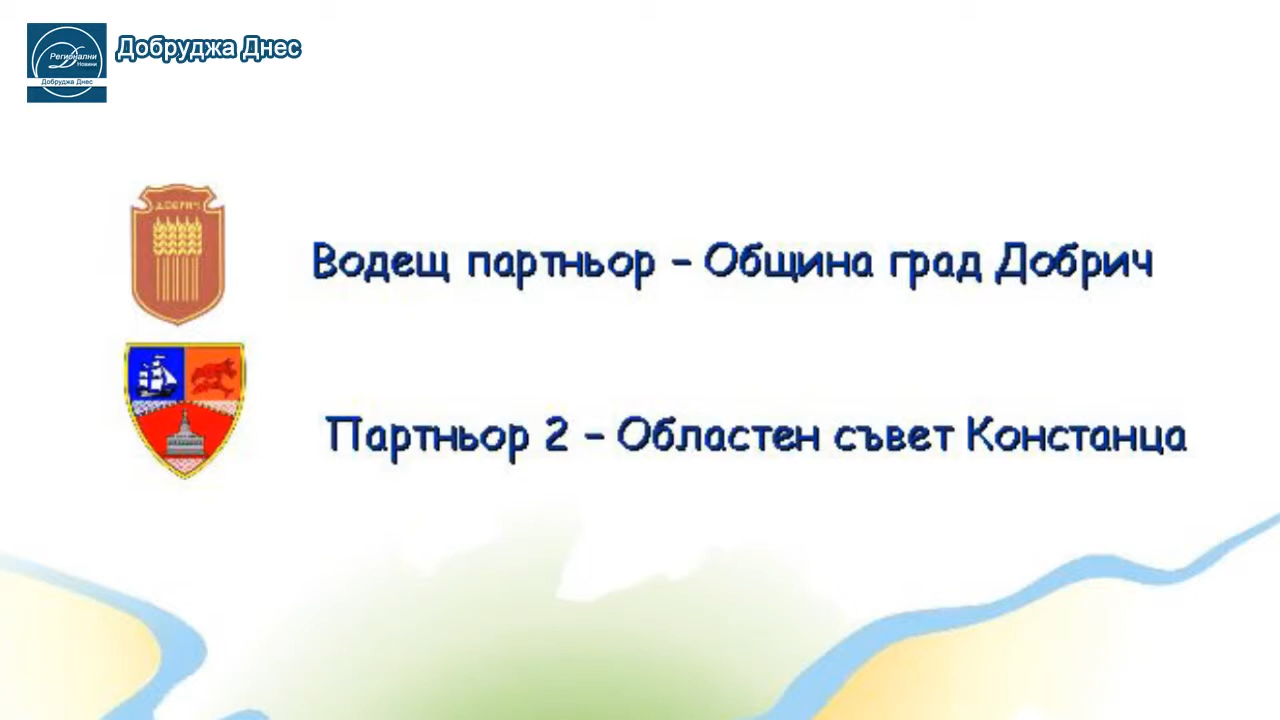 Регионални
Новини
Добруджа Днес
Добруджа Днес
ДОБРИЧ
Водещ партньор – Община град Добрич
Партньор 2 – Областен съвет Констанца